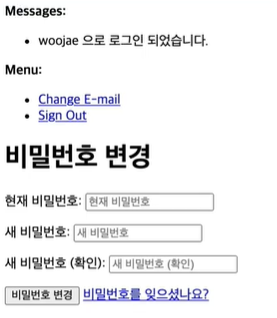 Messages:
woojae 으로 로그인 되었습니다.
Menu:
Change E-mail
Sign Out
비밀번호 변경
현재 비밀번호: 현재 비밀번호
새 비밀번호: 새 비밀번호
새 비밀번호 (확인): 새 비밀번호 (확인)
비밀번호 변경 비밀번호를 잊으셨나요?